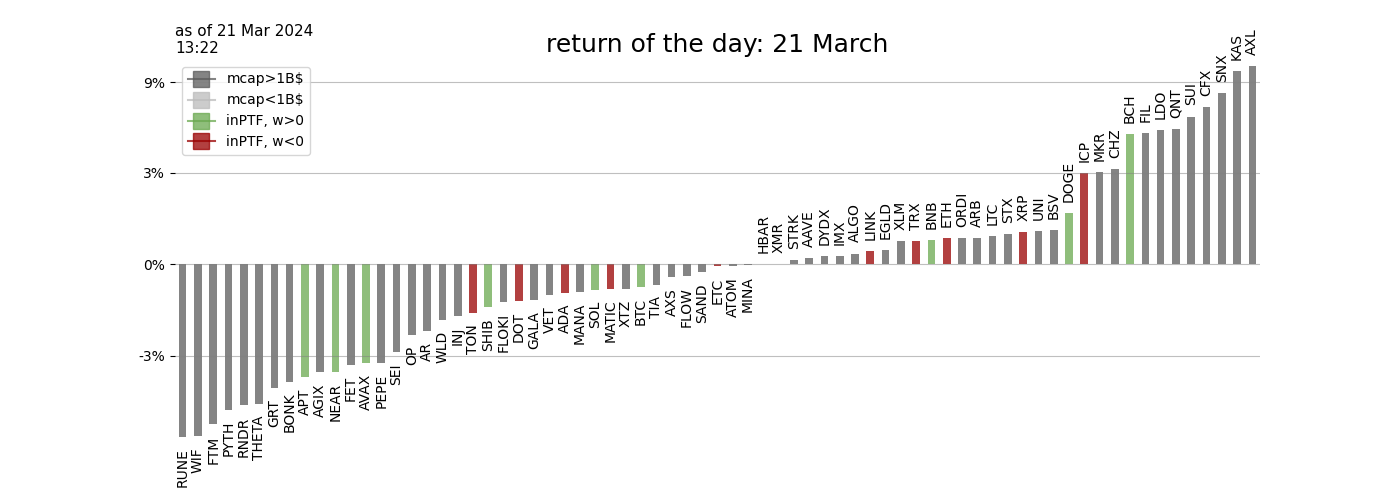 as of 21 Mar 2024
13:22
return of the day: 21 March
mcap>1B$
mcap<1B$
inPTF, w>0
inPTF, w<0
9%
3%
0%
-3%
RUNE
WIF
FTM
PYTH
RNDR
THETA
GRT
BONK
APT
AGIX
NEAR
FET
AVAX
PEPE
SEI
OP
AR
WLD
INJ
TON
SHIB
FLOKI
DOT
GALA
VET
ADA
MANA
SOL
MATIC
XTZ
BTC
TIA
AXS
FLOW
SAND
ETC
ATOM
MINA
HBAR
XMR
STRK
AAVE
DYDX
IMX
ALGO
LINK
EGLD
XLM
TRX
BNB
ETH
ORDI
ARB
LTC
STX
XRP
UNI
BSV
DOGE
ICP
MKR
CHZ
BCH
FIL
LDO
QNT
SUI
CFX
SNX
KAS
AXL